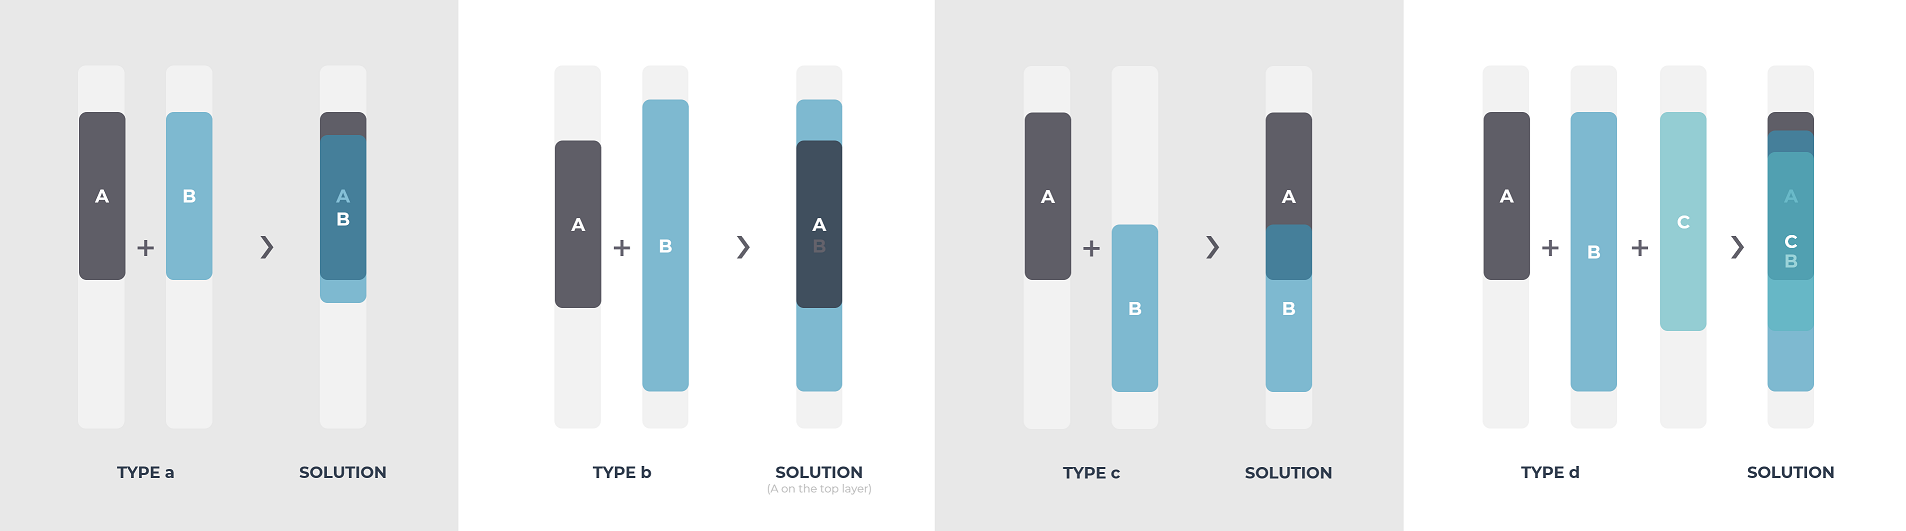 A
+
B
❯
A
B
TYPE a
SOLUTION
A
+
B
❯
A
B
TYPE b
SOLUTION
(A on the top layer)
A
+
B
❯
A
B
TYPE c
SOLUTION
A
+
B
+
C
❯
A
C
B
TYPE d
SOLUTION